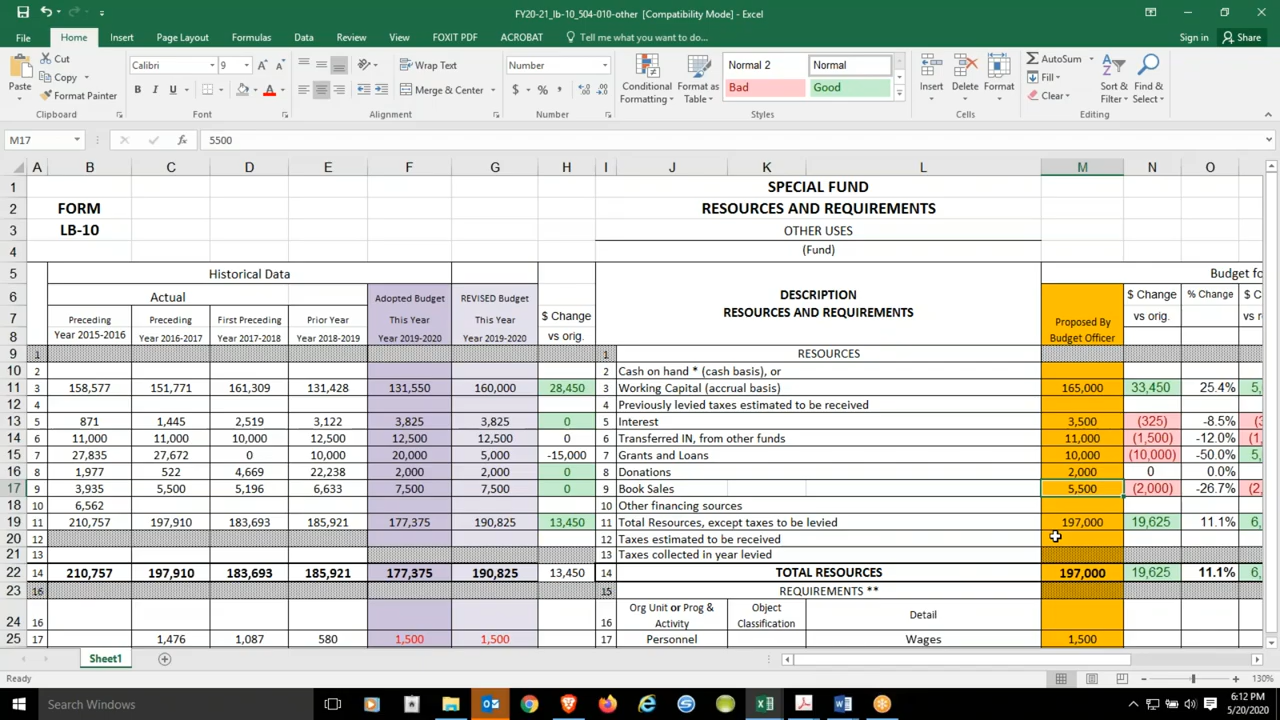 FY20-21_lb-10_504-010-other [Compatibility Mode] - Excel
File Home Insert Page Layout Formulas Data Review View FOXIT PDF ACROBAT Tell me what you want to do... Sign in Share
Cut
Copy
Format Painter
Paste
Calibri 9
B I U
Wrap Text
Merge & Center
Number
$ % ,
Conditional Formatting
Format as Table
Normal 2 Normal
Bad Good
Insert Delete Format
AutoSum
Fill
Clear
Sort & Filter
Find & Select
Clipboard Font Alignment Number Styles Cells Editing
M17 fx 5500
A B C D E F G H I J K L M N O
1 SPECIAL FUND
2 FORM RESOURCES AND REQUIREMENTS
3 LB-10 OTHER USES
4 (Fund)
5 Historical Data Budget fo
6 Actual Adopted Budget REVISED Budget DESCRIPTION $ Change % Change $ C
7 Preceding Preceding First Preceding Prior Year This Year This Year $ Change RESOURCES AND REQUIREMENTS Proposed By vs orig. vs r
8 Year 2015-2016 Year 2016-2017 Year 2017-2018 Year 2018-2019 Year 2019-2020 Year 2019-2020 vs orig. Budget Officer
9 1 1 RESOURCES
10 2 2 Cash on hand * (cash basis), or
11 3 158,577 151,771 161,309 131,428 131,550 160,000 28,450 3 Working Capital (accrual basis) 165,000 33,450 25.4% 5,
12 4 4 Previously levied taxes estimated to be received
13 5 871 1,445 2,519 3,122 3,825 3,825 0 5 Interest 3,500 (325) -8.5% (3
14 6 11,000 11,000 10,000 12,500 12,500 12,500 0 6 Transferred IN, from other funds 11,000 (1,500) -12.0% (1,
15 7 27,835 27,672 0 10,000 20,000 5,000 -15,000 7 Grants and Loans 10,000 (10,000) -50.0% 5,
16 8 1,977 522 4,669 22,238 2,000 2,000 0 8 Donations 2,000 0 0.0%
17 9 3,935 5,500 5,196 6,633 7,500 7,500 0 9 Book Sales 5,500 (2,000) -26.7% (2,
18 10 6,562 10 Other financing sources
19 11 210,757 197,910 183,693 185,921 177,375 190,825 13,450 11 Total Resources, except taxes to be levied 197,000 19,625 11.1% 6,
20 12 12 Taxes estimated to be received
21 13 13 Taxes collected in year levied
22 14 210,757 197,910 183,693 185,921 177,375 190,825 13,450 14 TOTAL RESOURCES 197,000 19,625 11.1% 6,
23 16 15 REQUIREMENTS **
24 16 16 Org Unit or Prog & Activity Object Classification Detail
25 17 1,476 1,087 580 1,500 1,500 17 Personnel Wages 1,500
Sheet1
130%
Search Windows
6:12 PM
5/20/2020